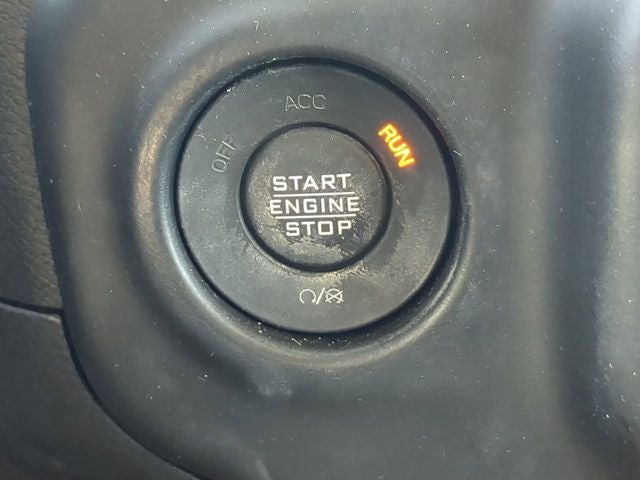 ACC
OFF
RUN
START
ENGINE
STOP